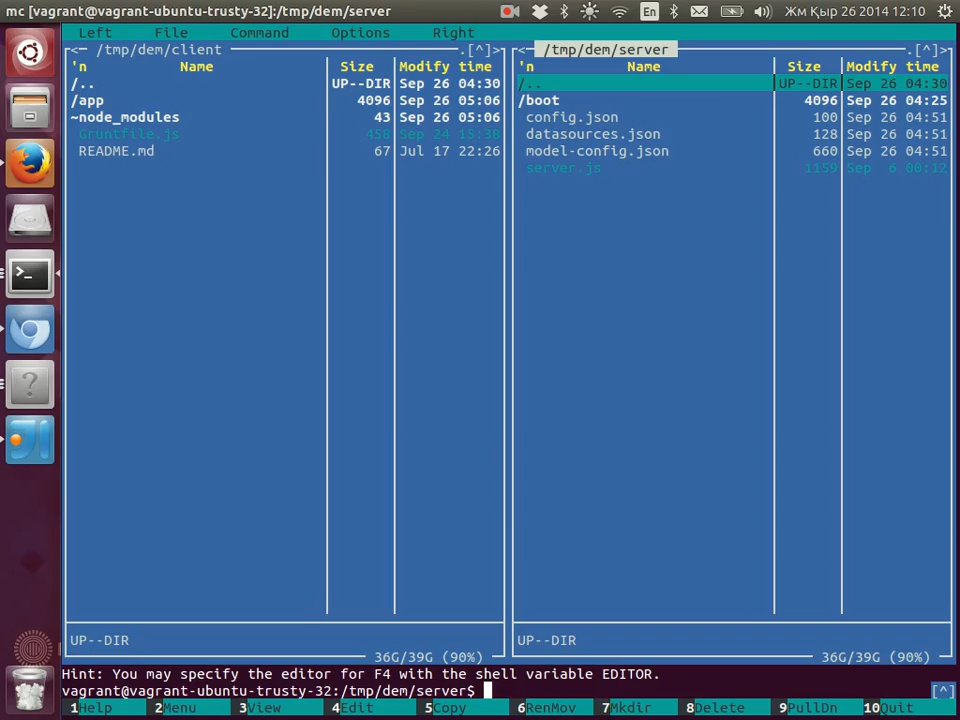 mc [vagrant@vagrant-ubuntu-trusty-32]:/tmp/dem/server En Жм Қыр 26 2014 12:10
Left File Command Options Right
<─ /tmp/dem/client .[^]>
'n Name Size Modify time
/.. UP--DIR Sep 26 04:30
/app 4096 Sep 26 05:06
~node_modules 43 Sep 26 05:06
Gruntfile.js 458 Sep 24 15:38
README.md 67 Jul 17 22:26
UP--DIR
36G/39G (90%)
<─ /tmp/dem/server .[^]>
'n Name Size Modify time
/.. UP--DIR Sep 26 04:30
/boot 4096 Sep 26 04:25
config.json 100 Sep 26 04:51
datasources.json 128 Sep 26 04:51
model-config.json 660 Sep 26 04:51
server.js 1159 Sep  6 00:12
UP--DIR
36G/39G (90%)
Hint: You may specify the editor for F4 with the shell variable EDITOR.
vagrant@vagrant-ubuntu-trusty-32:/tmp/dem/server$ [^]
1Help 2Menu 3View 4Edit 5Copy 6RenMov 7Mkdir 8Delete 9PullDn 10Quit